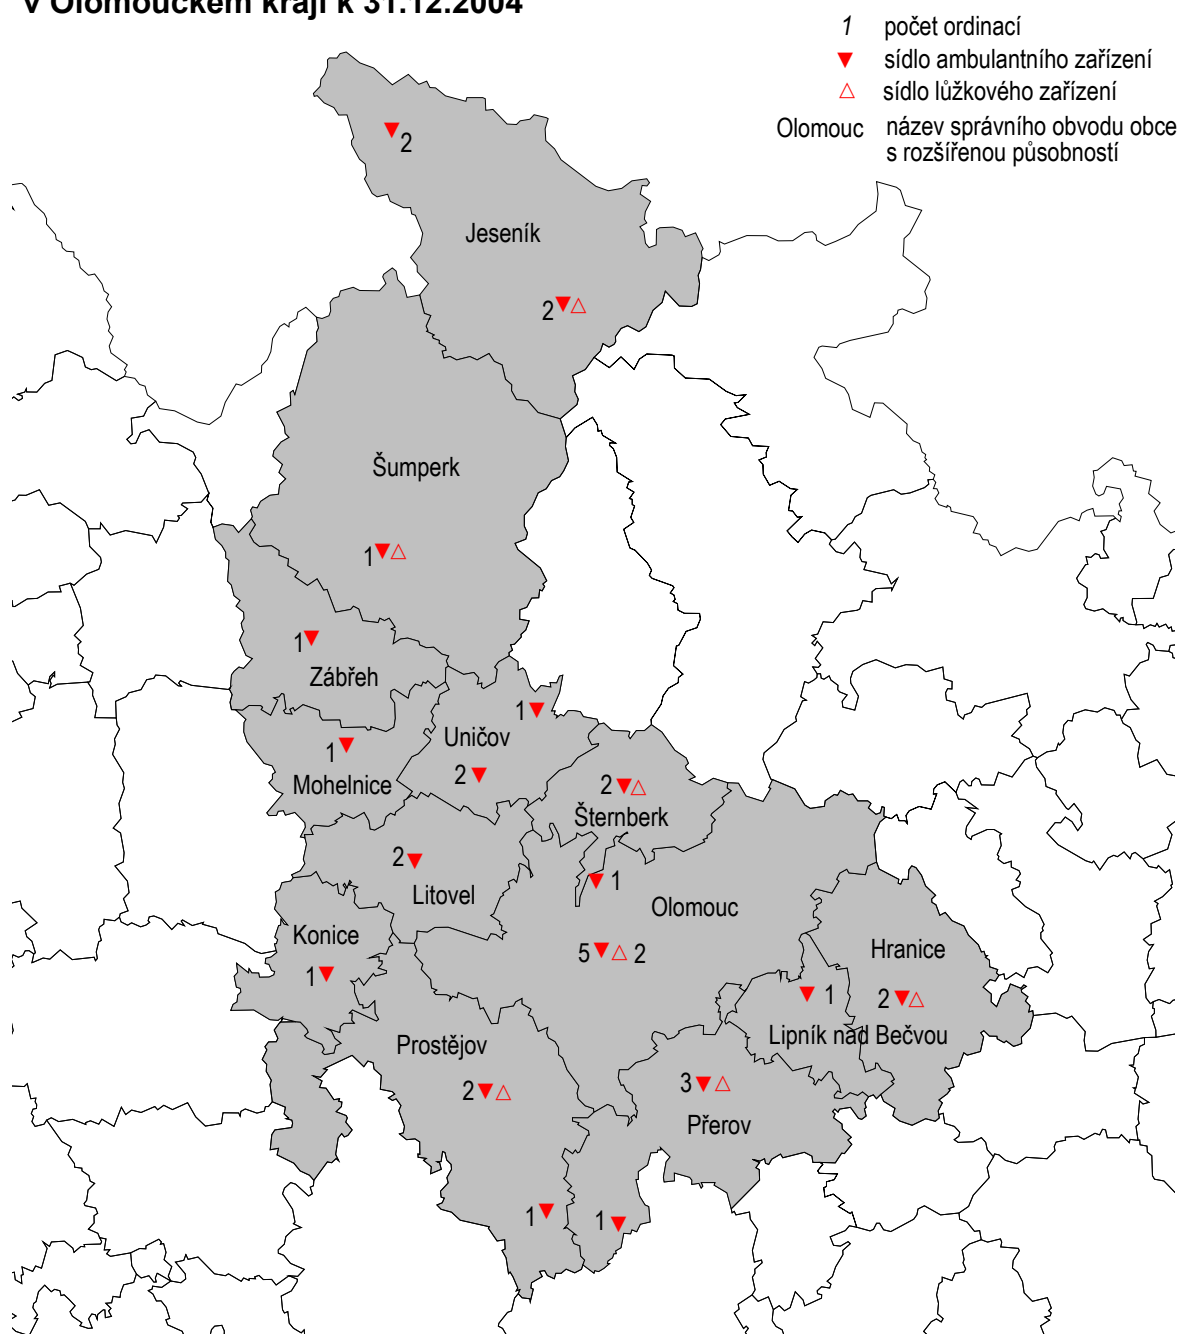 v Olomouckém kraji k 31.12.2004
1 počet ordinací
sídlo ambulantního zařízení
sídlo lůžkového zařízení
Olomouc název správního obvodu obce
s rozšířenou působností
2
Jeseník
2
Šumperk
1
1
Zábřeh
1
Uničov
1
2
Mohelnice
2
Šternberk
2
1
Litovel
Olomouc
Konice
5 2
Hranice
1
1
2
Lipník nad Bečvou
Prostějov
3
2
Přerov
1
1